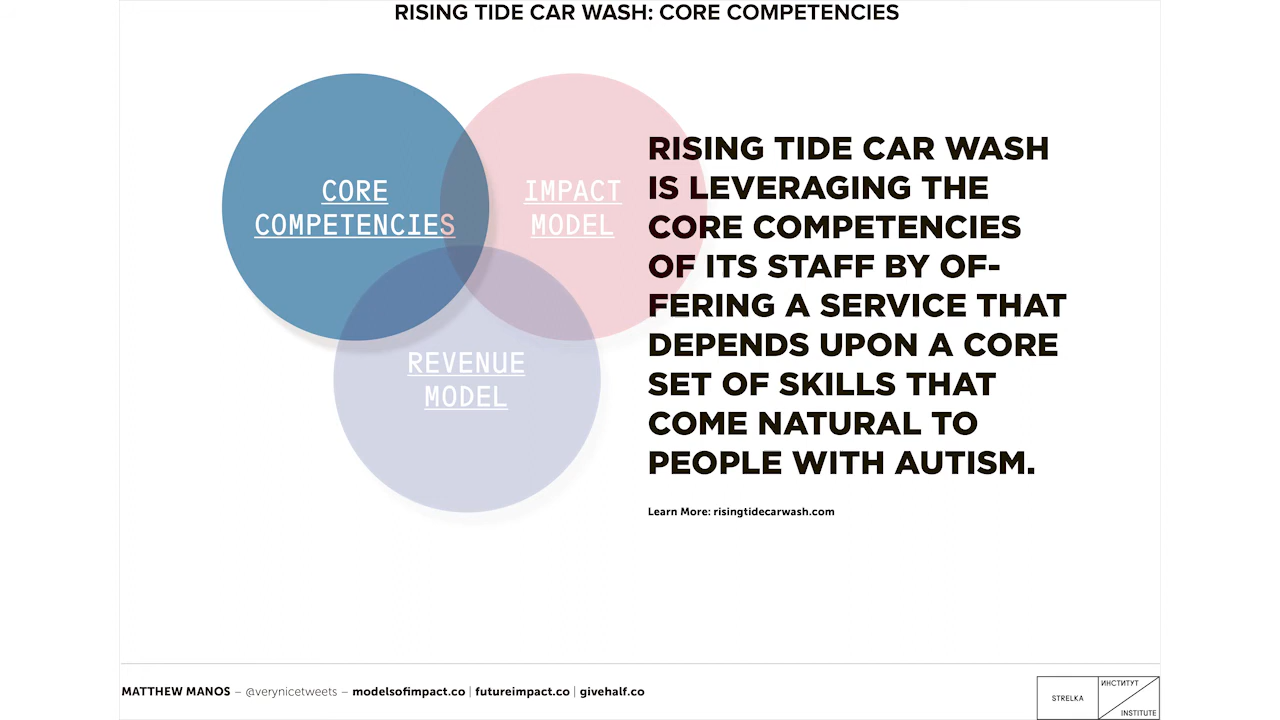 RISING TIDE CAR WASH: CORE COMPETENCIES
CORE
COMPETENCIES
IMPACT
MODEL
REVENUE
MODEL
RISING TIDE CAR WASH
IS LEVERAGING THE
CORE COMPETENCIES
OF ITS STAFF BY OF-
FERING A SERVICE THAT
DEPENDS UPON A CORE
SET OF SKILLS THAT
COME NATURAL TO
PEOPLE WITH AUTISM.
Learn More: risingtidecarwash.com
MATTHEW MANOS – @verynicetweets – modelsofimpact.co | futureimpact.co | givehalf.co
STRELKA
ИНСТИТУТ
INSTITUTE